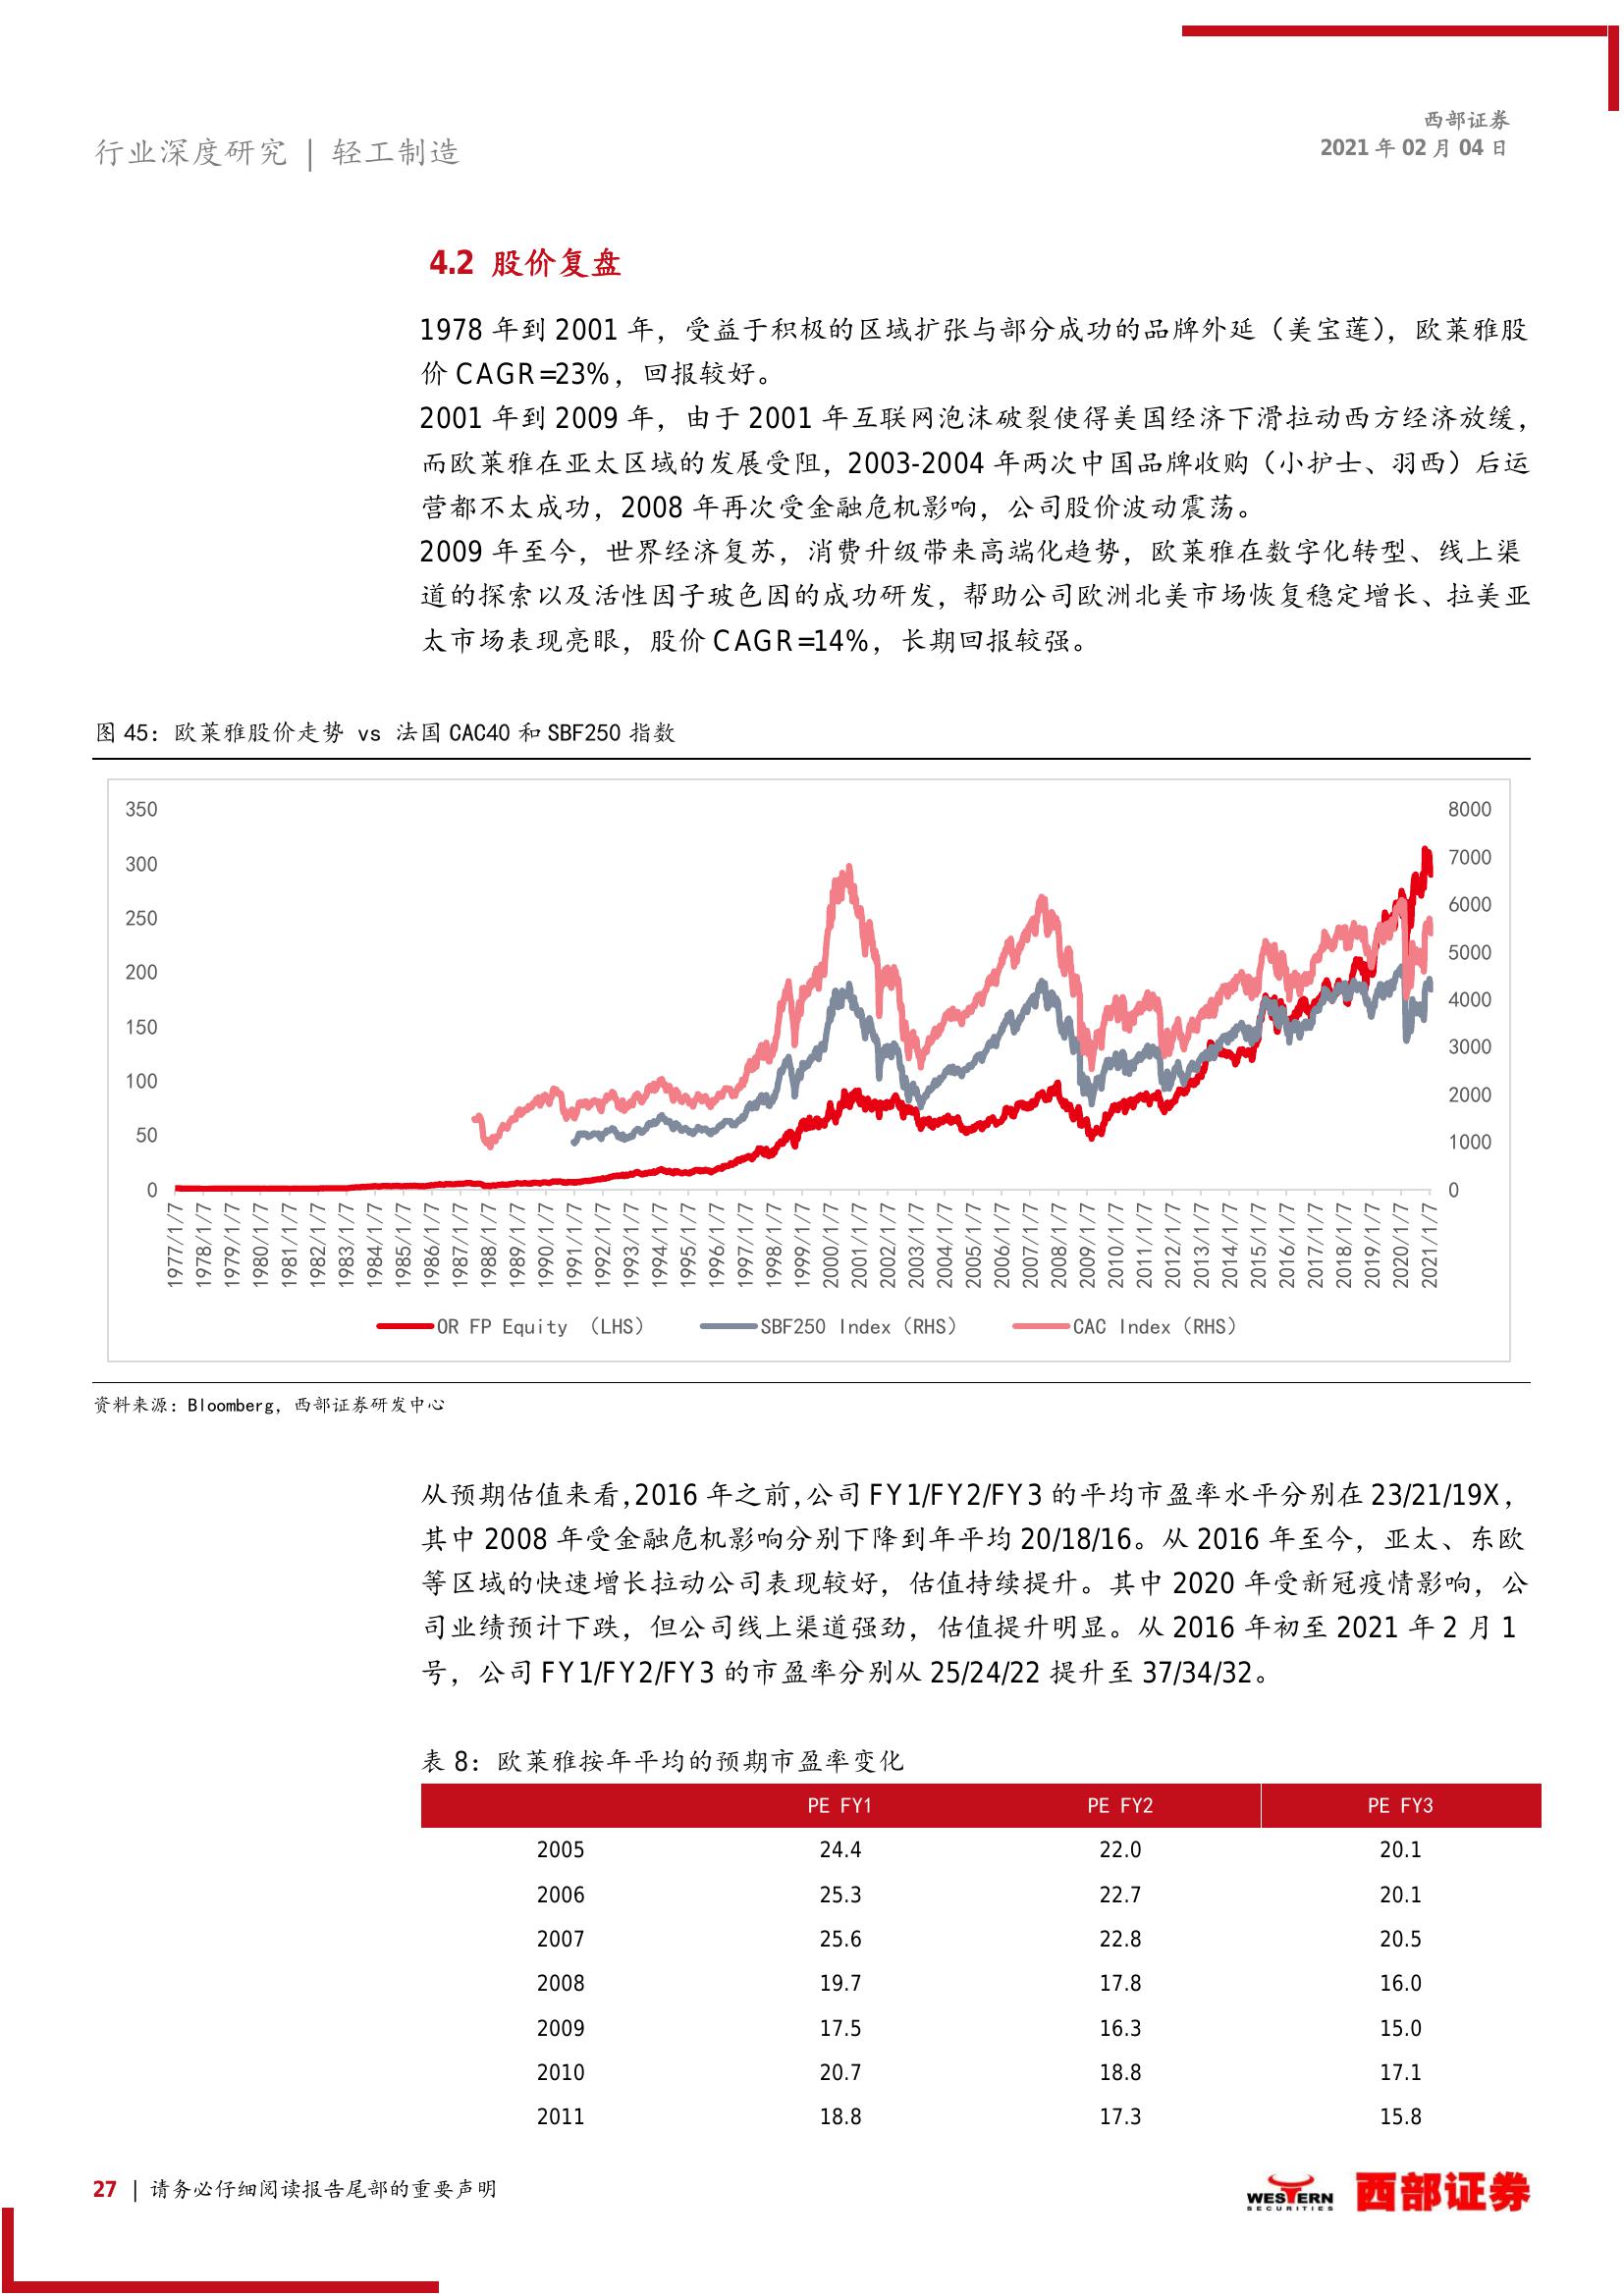 行业深度研究 | 轻工制造
西部证券
2021 年 02 月 04 日
4.2 股价复盘
1978 年到 2001 年，受益于积极的区域扩张与部分成功的品牌外延（美宝莲），欧莱雅股
价 CAGR=23%，回报较好。
2001 年到 2009 年，由于 2001 年互联网泡沫破裂使得美国经济下滑拉动西方经济放缓，
而欧莱雅在亚太区域的发展受阻，2003-2004 年两次中国品牌收购（小护士、羽西）后运
营都不太成功，2008 年再次受金融危机影响，公司股价波动震荡。
2009 年至今，世界经济复苏，消费升级带来高端化趋势，欧莱雅在数字化转型、线上渠
道的探索以及活性因子玻色因的成功研发，帮助公司欧洲北美市场恢复稳定增长、拉美亚
太市场表现亮眼，股价 CAGR=14%，长期回报较强。
图 45：欧莱雅股价走势 vs 法国 CAC40 和 SBF250 指数
350 8000
300 7000
250 6000
200 5000
150 4000
100 3000
50 2000
0 1000
0
1977/1/7 1978/1/7 1979/1/7 1980/1/7 1981/1/7 1982/1/7 1983/1/7 1984/1/7 1985/1/7 1986/1/7 1987/1/7 1988/1/7 1989/1/7 1990/1/7 1991/1/7 1992/1/7 1993/1/7 1994/1/7 1995/1/7 1996/1/7 1997/1/7 1998/1/7 1999/1/7 2000/1/7 2001/1/7 2002/1/7 2003/1/7 2004/1/7 2005/1/7 2006/1/7 2007/1/7 2008/1/7 2009/1/7 2010/1/7 2011/1/7 2012/1/7 2013/1/7 2014/1/7 2015/1/7 2016/1/7 2017/1/7 2018/1/7 2019/1/7 2020/1/7 2021/1/7
OR FP Equity （LHS） SBF250 Index（RHS） CAC Index（RHS）
资料来源：Bloomberg，西部证券研发中心
从预期估值来看，2016 年之前，公司 FY1/FY2/FY3 的平均市盈率水平分别在 23/21/19X，
其中 2008 年受金融危机影响分别下降到年平均 20/18/16。从 2016 年至今，亚太、东欧
等区域的快速增长拉动公司表现较好，估值持续提升。其中 2020 年受新冠疫情影响，公
司业绩预计下跌，但公司线上渠道强劲，估值提升明显。从 2016 年初至 2021 年 2 月 1
号，公司 FY1/FY2/FY3 的市盈率分别从 25/24/22 提升至 37/34/32。
表 8：欧莱雅按年平均的预期市盈率变化
PE FY1 PE FY2 PE FY3
2005 24.4 22.0 20.1
2006 25.3 22.7 20.1
2007 25.6 22.8 20.5
2008 19.7 17.8 16.0
2009 17.5 16.3 15.0
2010 20.7 18.8 17.1
2011 18.8 17.3 15.8
27 | 请务必仔细阅读报告尾部的重要声明
WESTERN
SECURITIES
西部证券